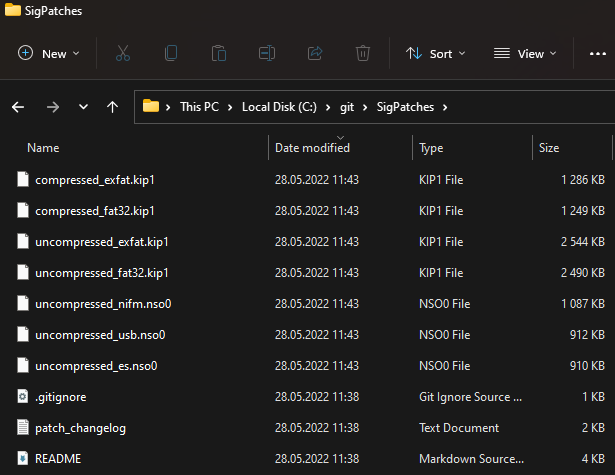 SigPatches
New Sort View ...
This PC > Local Disk (C:) > git > SigPatches >
Name Date modified Type Size
compressed_exfat.kip1 28.05.2022 11:43 KIP1 File 1 286 KB
compressed_fat32.kip1 28.05.2022 11:43 KIP1 File 1 249 KB
uncompressed_exfat.kip1 28.05.2022 11:43 KIP1 File 2 544 KB
uncompressed_fat32.kip1 28.05.2022 11:43 KIP1 File 2 490 KB
uncompressed_nifm.nso0 28.05.2022 11:43 NSO0 File 1 087 KB
uncompressed_usb.nso0 28.05.2022 11:43 NSO0 File 912 KB
uncompressed_es.nso0 28.05.2022 11:43 NSO0 File 910 KB
.gitignore 28.05.2022 11:38 Git Ignore Source ... 1 KB
patch_changelog 28.05.2022 11:38 Text Document 2 KB
README 28.05.2022 11:38 Markdown Source... 4 KB